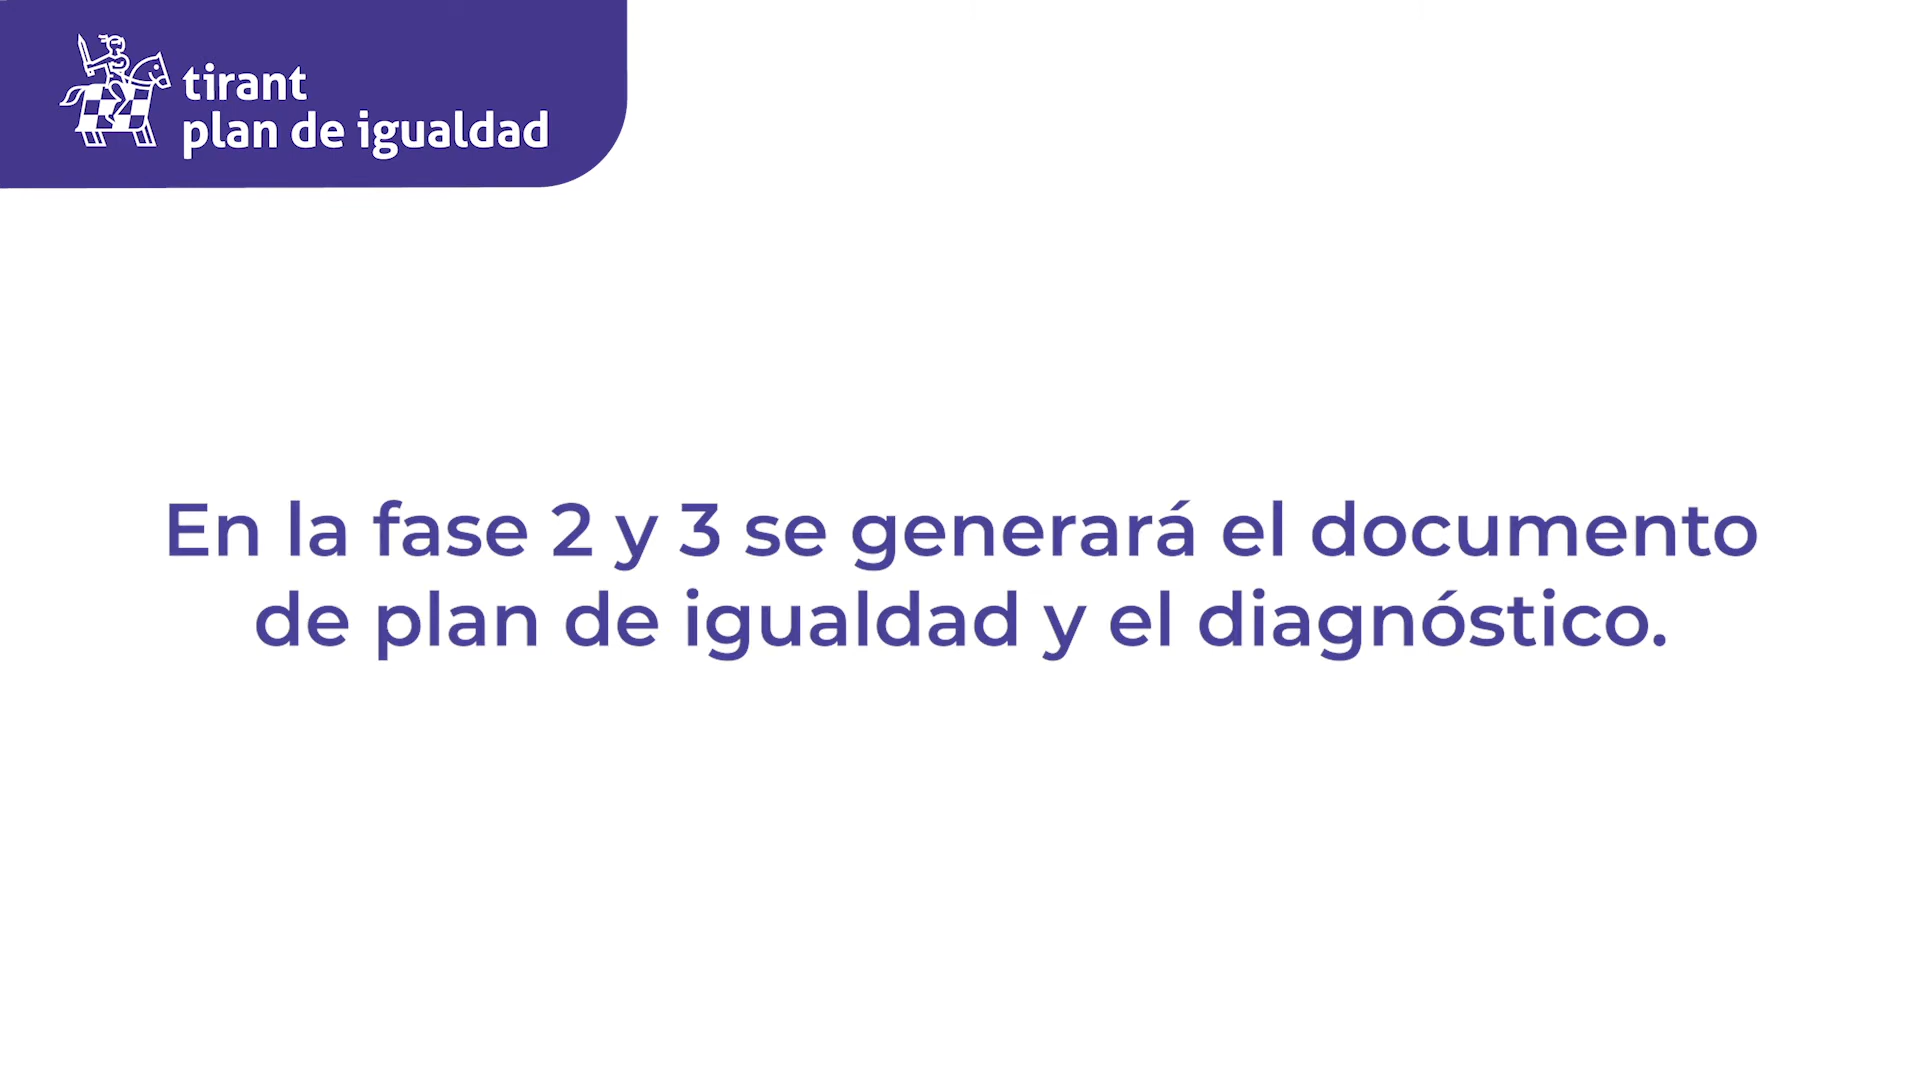 tirant
plan de igualdad
En la fase 2 y 3 se generará el documento
de plan de igualdad y el diagnóstico.